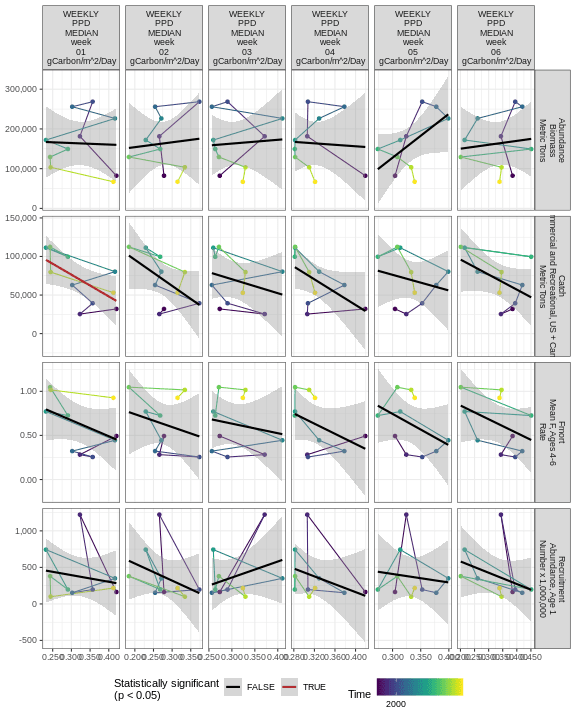 WEEKLY
PPD
MEDIAN
week
01
gCarbon/m^2/Day
WEEKLY
PPD
MEDIAN
week
02
gCarbon/m^2/Day
WEEKLY
PPD
MEDIAN
week
03
gCarbon/m^2/Day
WEEKLY
PPD
MEDIAN
week
04
gCarbon/m^2/Day
WEEKLY
PPD
MEDIAN
week
05
gCarbon/m^2/Day
WEEKLY
PPD
MEDIAN
week
06
gCarbon/m^2/Day
300,000
200,000
100,000
0
Abundance
Biomass
Metric Tons
150,000
100,000
50,000
0
Catch
mmercial and Recreational, US + Can
Metric Tons
1.00
0.50
0.00
Fmort
Mean F, Ages 4-6
Rate
1,000
500
0
-500
Recruitment
Abundance, Age 1
Number x 1,000,000
0.250 0.300 0.350 0.400
0.200 0.250 0.300 0.350
0.250 0.300 0.350 0.400
0.280 0.320 0.360 0.400
0.300 0.350 0.400
0.200 0.250 0.300 0.350 0.400 0.450
Statistically significant
(p < 0.05)
FALSE
TRUE
Time
2000